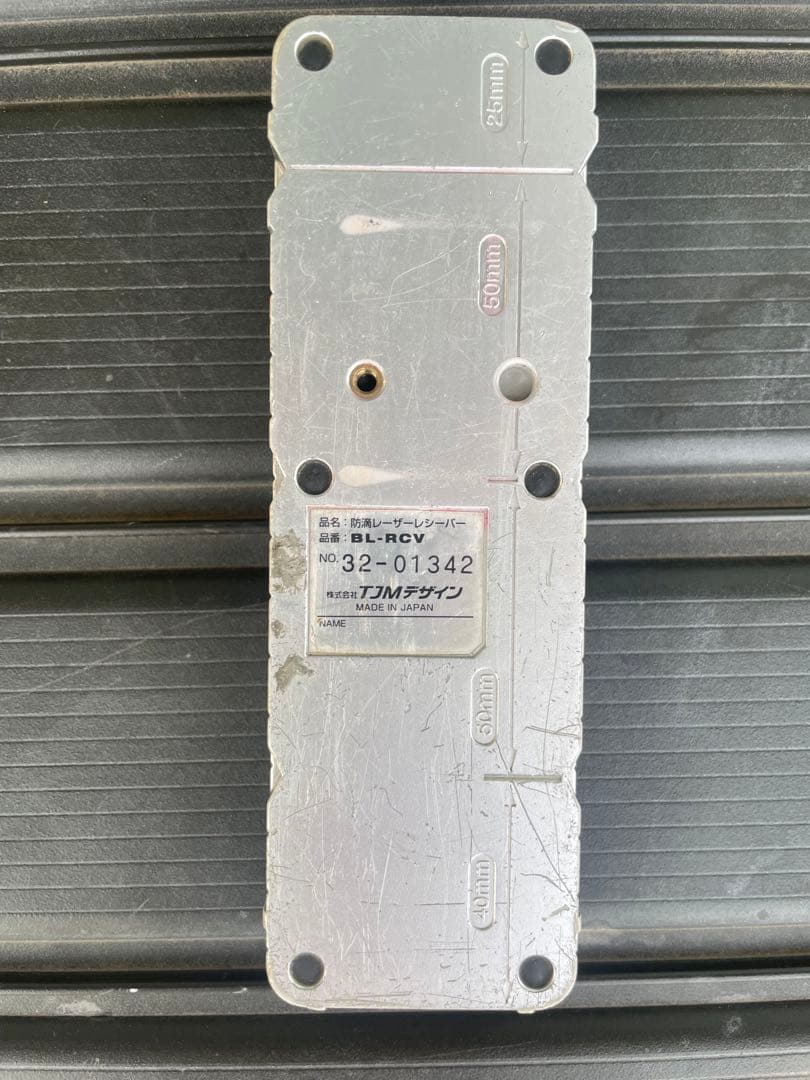 25mm
50mm
品名：防滴レーザーレシーバー
品番：BL-RCV
NO. 32-01342
株式会社 TJMデザイン
MADE IN JAPAN
NAME
50mm
40mm